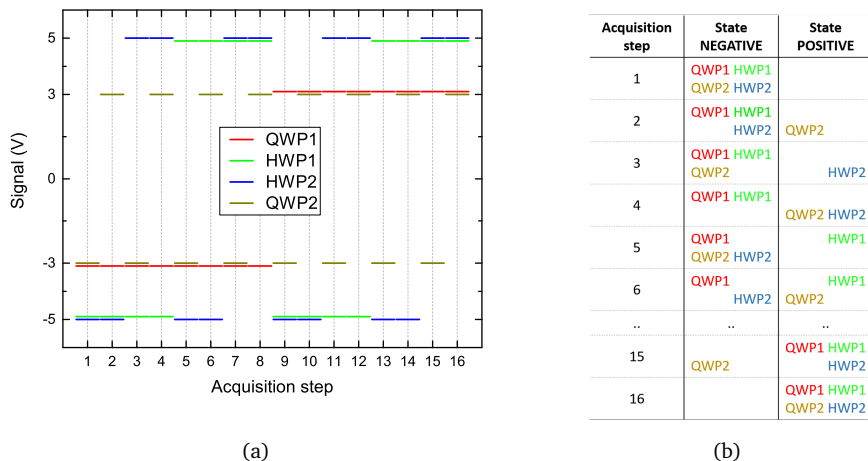 5
3
0
-3
-5
Signal (V)
QWP1
HWP1
HWP2
QWP2
1 2 3 4 5 6 7 8 9 10 11 12 13 14 15 16
Acquisition step
(a)
Acquisition step State NEGATIVE State POSITIVE
1 QWP1 HWP1
QWP2 HWP2
2 QWP1 HWP1
HWP2 QWP2
3 QWP1 HWP1
QWP2 HWP2
4 QWP1 HWP1
QWP2 HWP2
5 QWP1 HWP1
QWP2 HWP2
6 QWP1 HWP1
HWP2 QWP2
.. .. ..
15 QWP1 HWP1
QWP2 HWP2
16 QWP1 HWP1
QWP2 HWP2
(b)